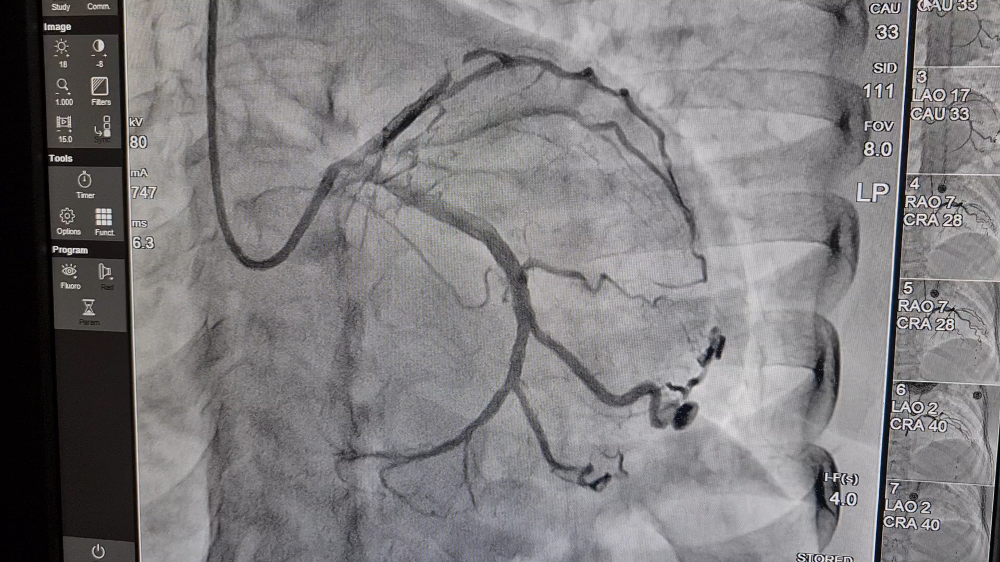 Study Comm.
Image
18 -8
1.000 Filters
15.0 Sync
Tools
Timer
Options Funct.
Program
Fluoro Rad
Param.
kV
80
mA
747
ms
6.3
CAU
33
SID
111
FOV
8.0
LP
I-F(s)
4.0
STORED
CAU 33
3
LAO 17
CAU 33
4
RAO 7
CRA 28
5
RAO 7
CRA 28
6
LAO 2
CRA 40
7
LAO 2
CRA 40